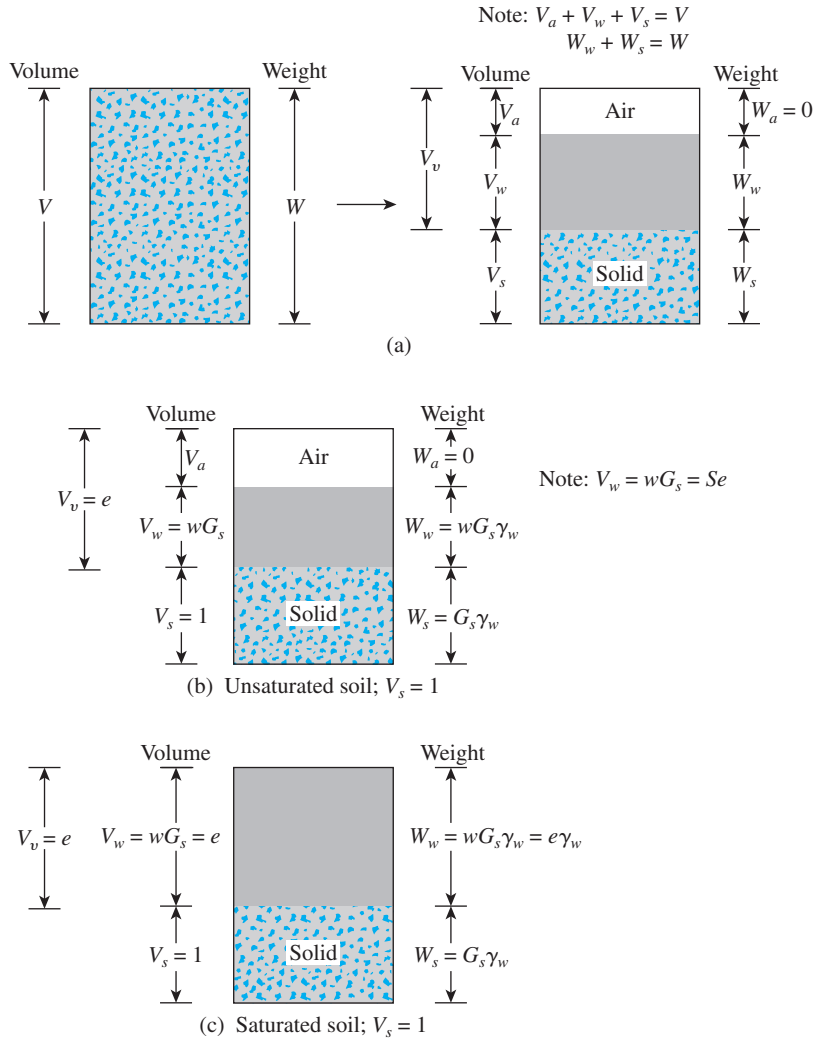 Note: V_a + V_w + V_s = V
W_w + W_s = W
Volume
Weight
Volume
Weight
V
W
V_υ
V_a
Air
W_a = 0
V_w
W_w
V_s
Solid
W_s
(a)
Volume
Weight
V_υ = e
V_a
Air
W_a = 0
Note: V_w = wG_s = Se
V_w = wG_s
W_w = wG_sγ_w
V_s = 1
Solid
W_s = G_sγ_w
(b) Unsaturated soil; V_s = 1
Volume
Weight
V_υ = e
V_w = wG_s = e
W_w = wG_sγ_w = eγ_w
V_s = 1
Solid
W_s = G_sγ_w
(c) Saturated soil; V_s = 1